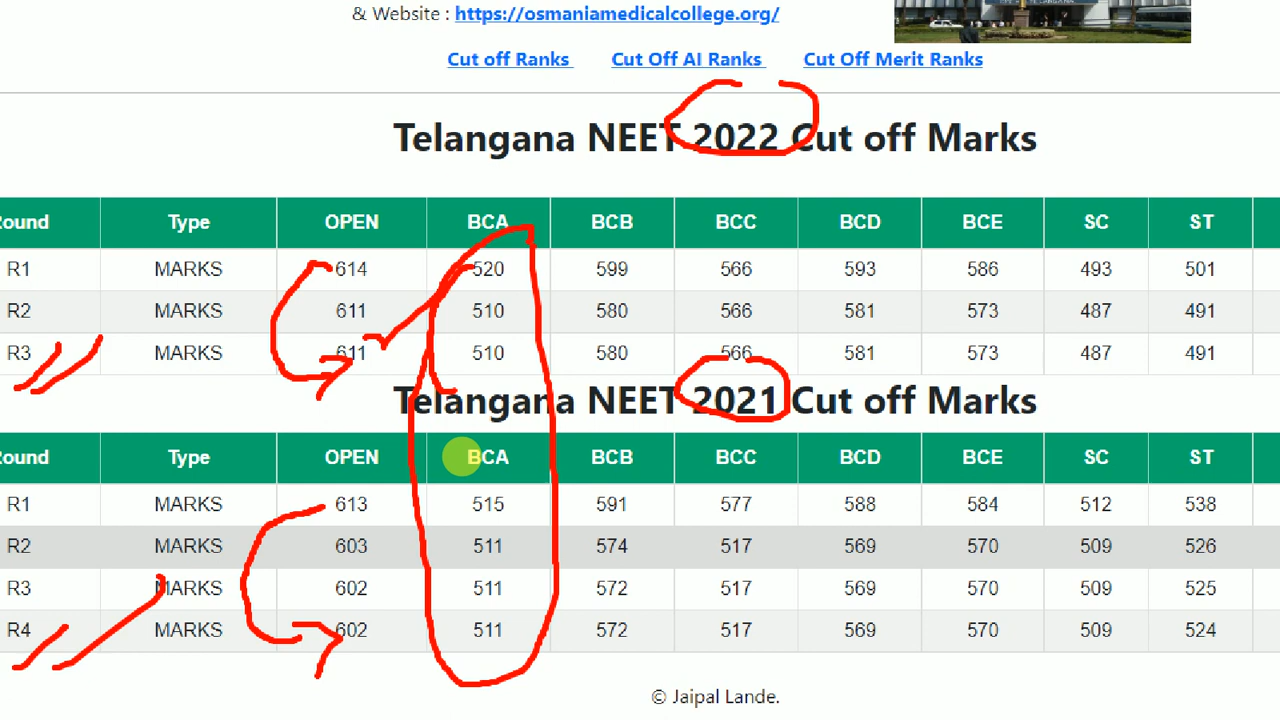 & Website : https://osmaniamedicalcollege.org/
Cut off Ranks Cut Off AI Ranks Cut Off Merit Ranks
Telangana NEET 2022 Cut off Marks
Round Type OPEN BCA BCB BCC BCD BCE SC ST
R1 MARKS 614 520 599 566 593 586 493 501
R2 MARKS 611 510 580 566 581 573 487 491
R3 MARKS 611 510 580 566 581 573 487 491
Telangana NEET 2021 Cut off Marks
Round Type OPEN BCA BCB BCC BCD BCE SC ST
R1 MARKS 613 515 591 577 588 584 512 538
R2 MARKS 603 511 574 517 569 570 509 526
R3 MARKS 602 511 572 517 569 570 509 525
R4 MARKS 602 511 572 517 569 570 509 524
© Jaipal Lande.